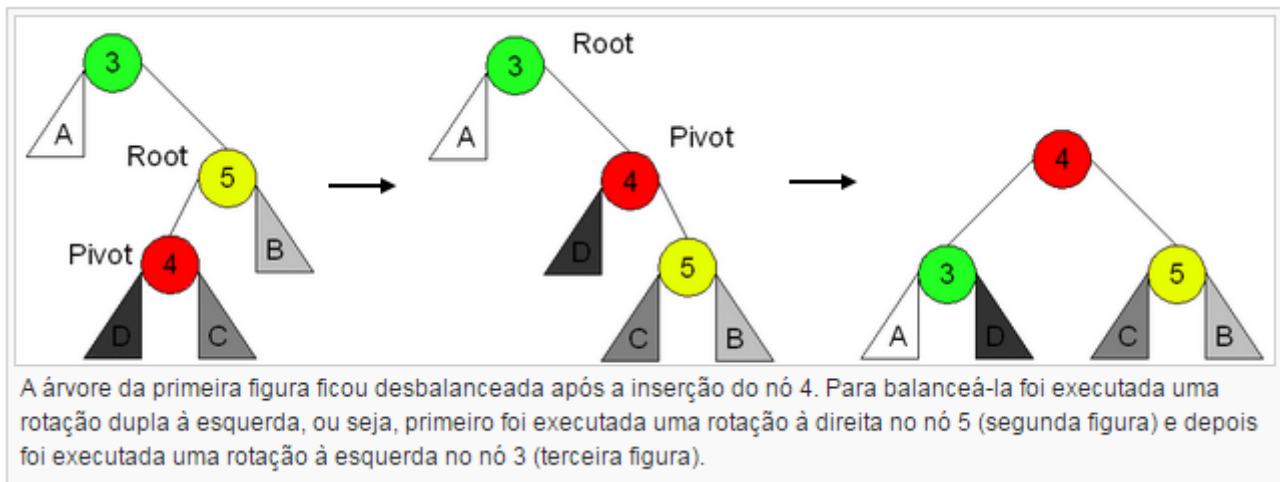 3
Root
3
A
A
Root
Pivot
4
5
4
Pivot
B
D
4
3
5
5
D
C
C
B
A
D
C
B
A árvore da primeira figura ficou desbalanceada após a inserção do nó 4. Para balanceá-la foi executada uma
rotação dupla à esquerda, ou seja, primeiro foi executada uma rotação à direita no nó 5 (segunda figura) e depois
foi executada uma rotação à esquerda no nó 3 (terceira figura).